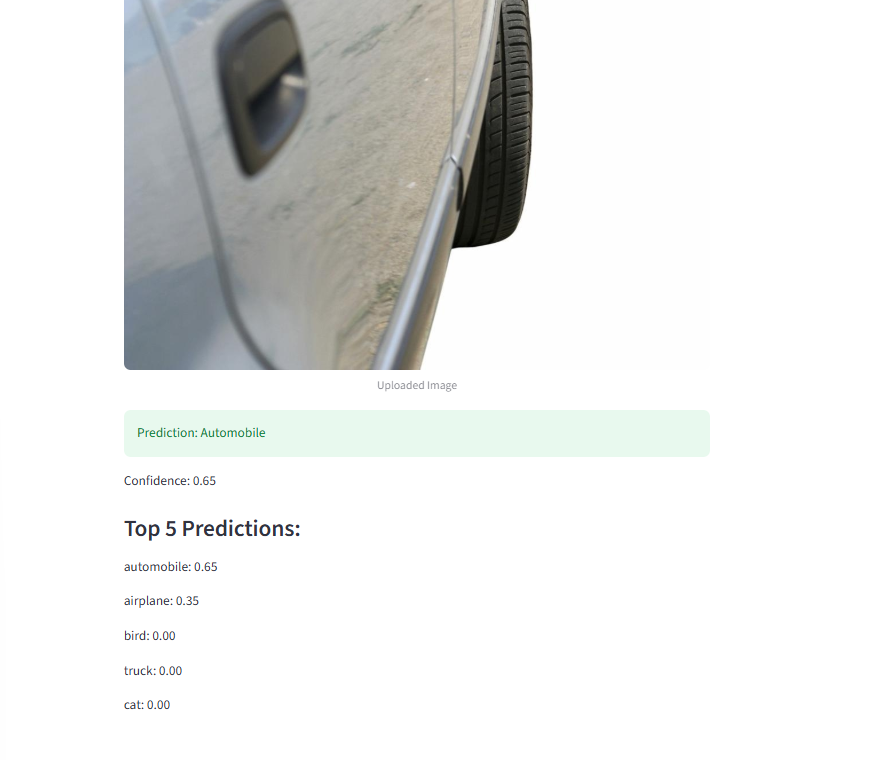 Uploaded Image
Prediction: Automobile
Confidence: 0.65
Top 5 Predictions:
automobile: 0.65
airplane: 0.35
bird: 0.00
truck: 0.00
cat: 0.00